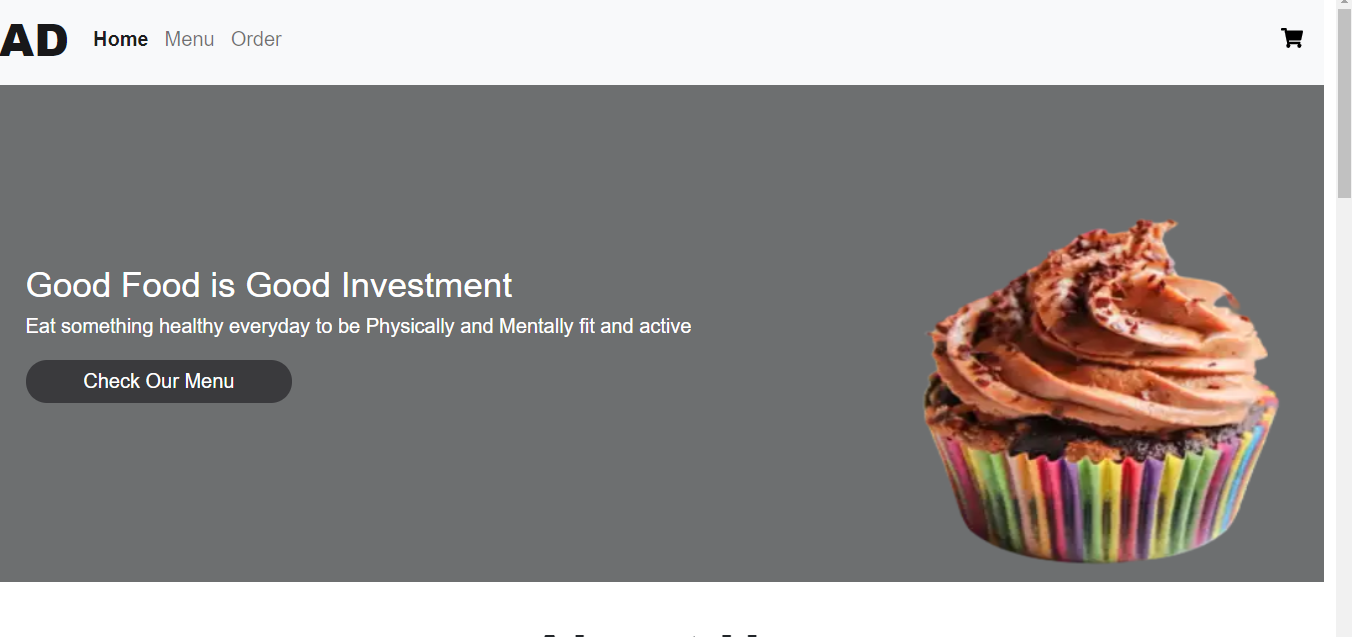 AD Home Menu Order
Good Food is Good Investment
Eat something healthy everyday to be Physically and Mentally fit and active
Check Our Menu